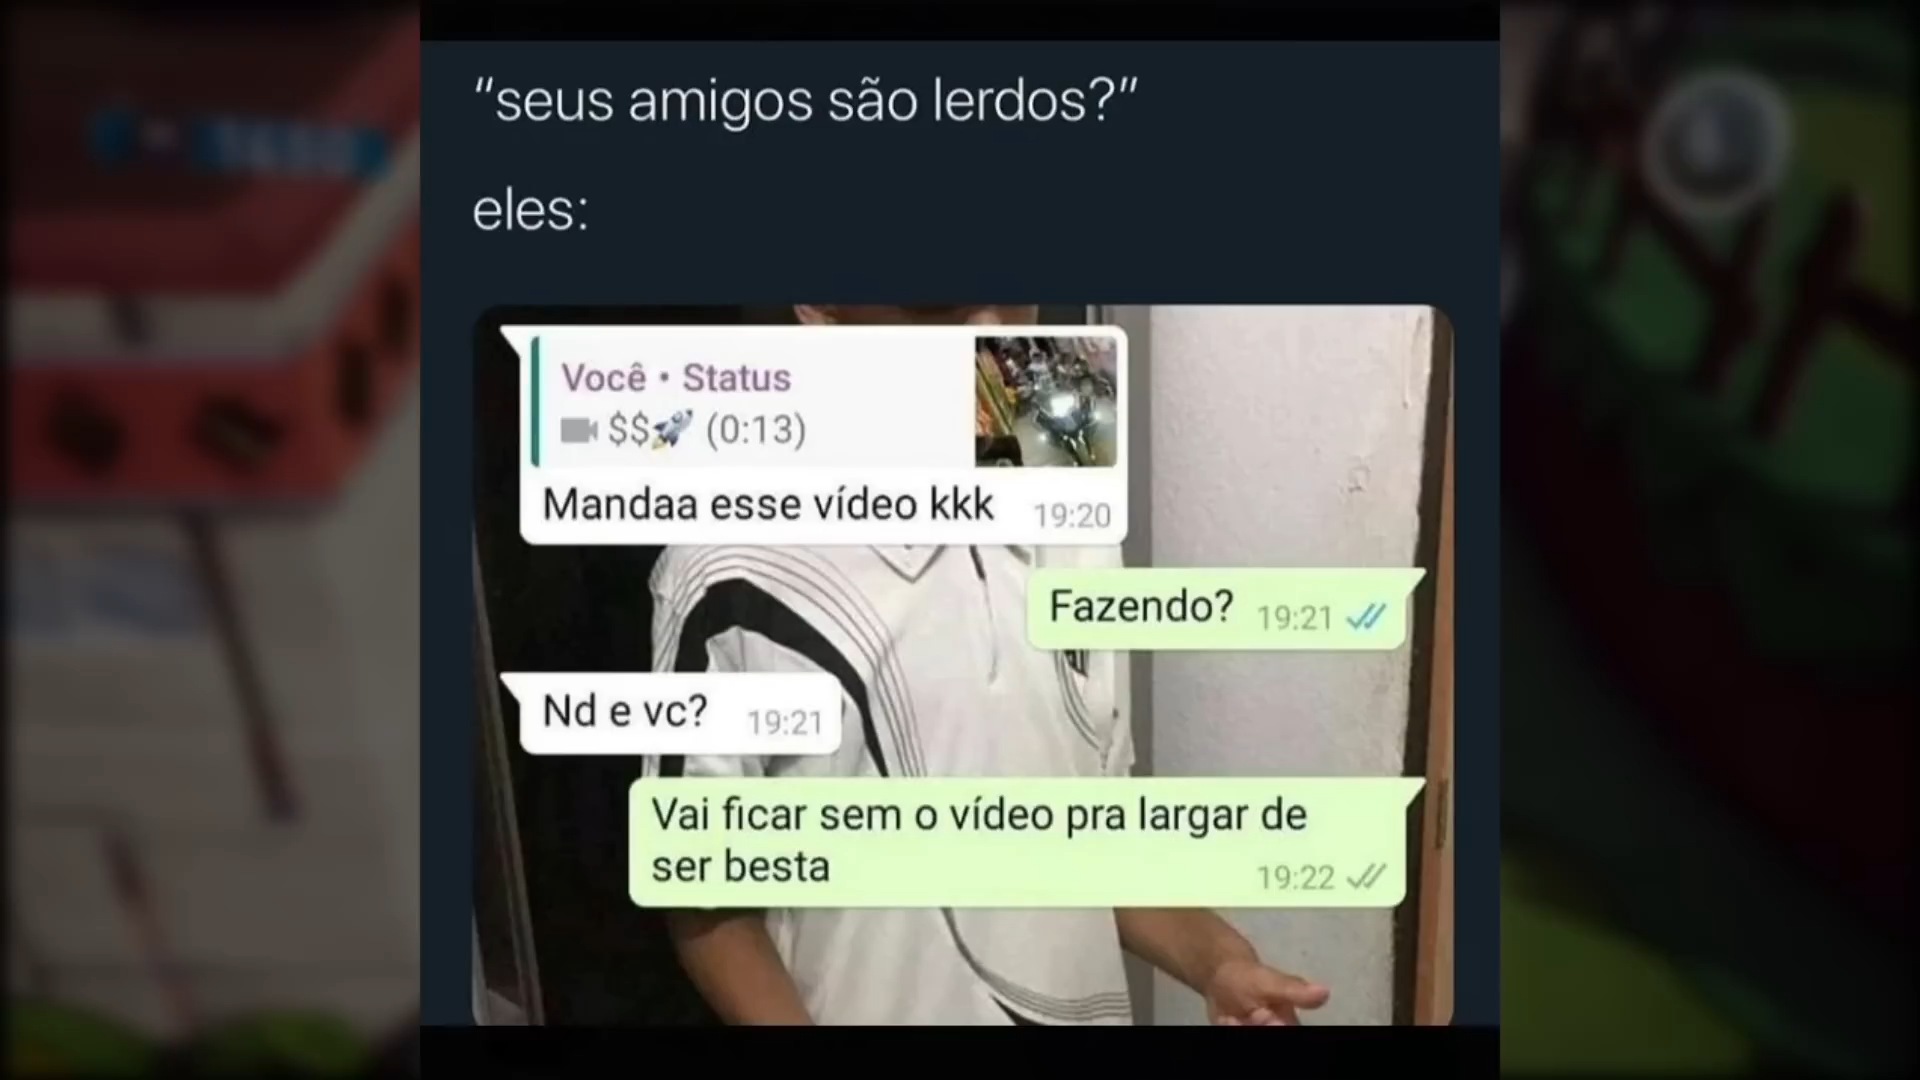 “seus amigos são lerdos?”
eles:
Você • Status
$$🚀 (0:13)
Mandaa esse vídeo kkk 19:20
Fazendo? 19:21
Nd e vc? 19:21
Vai ficar sem o vídeo pra largar de
ser besta 19:22